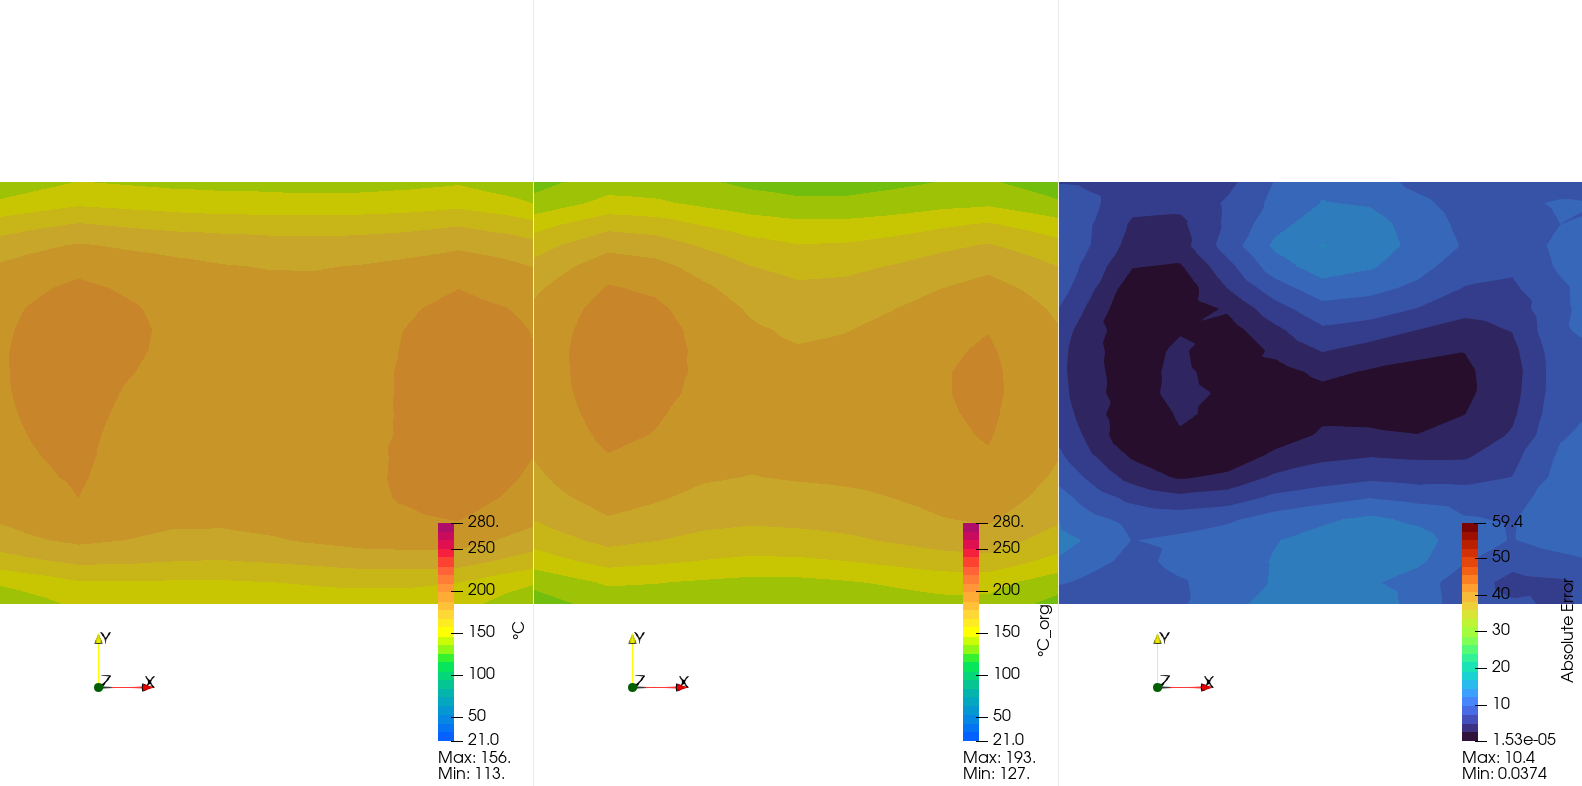 280.
250
200
150
100
50
21.0
°C
Max: 156.
Min: 113.
Y
Z
X
280.
250
200
150
100
50
21.0
°C_org
Max: 193.
Min: 127.
Y
Z
X
59.4
50
40
30
20
10
1.53e-05
Absolute Error
Max: 10.4
Min: 0.0374
Y
Z
X